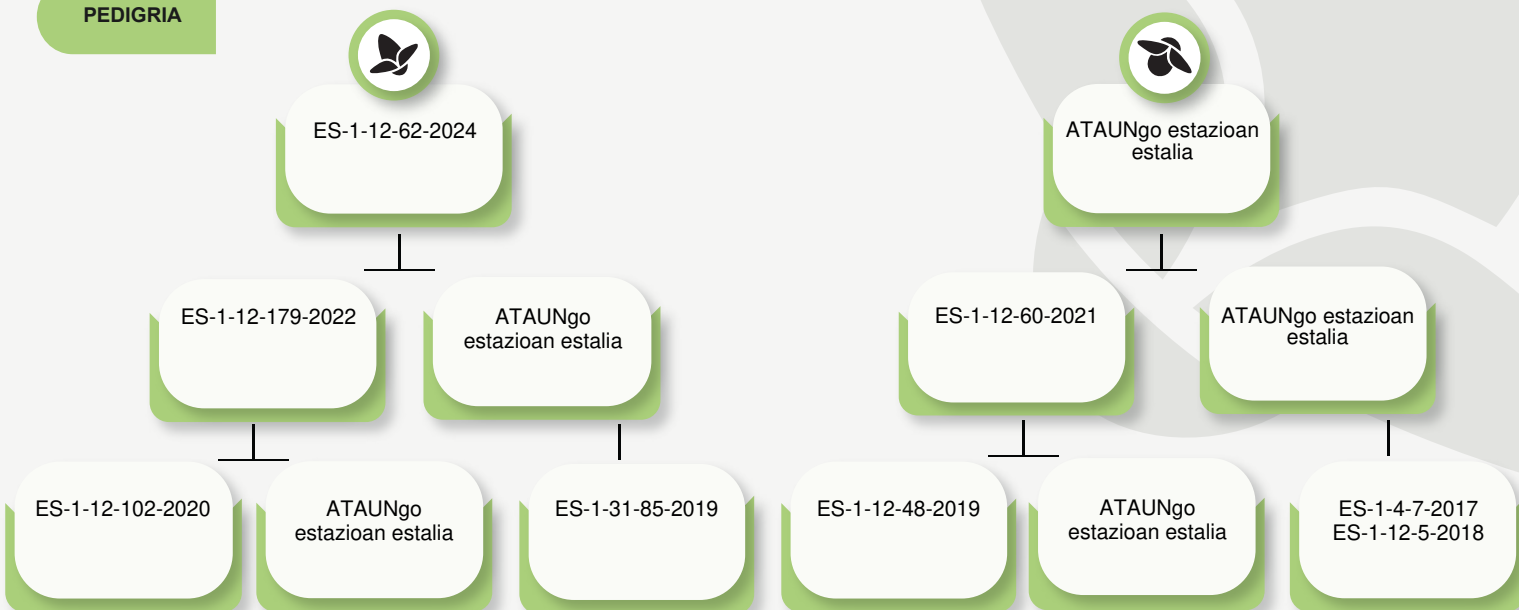 PEDIGRIA
ES-1-12-62-2024
ATAUNgo estazioan
estalia
ES-1-12-179-2022
ATAUNgo
estazioan estalia
ES-1-12-60-2021
ATAUNgo estazioan
estalia
ES-1-12-102-2020
ATAUNgo
estazioan estalia
ES-1-31-85-2019
ES-1-12-48-2019
ATAUNgo
estazioan estalia
ES-1-4-7-2017
ES-1-12-5-2018